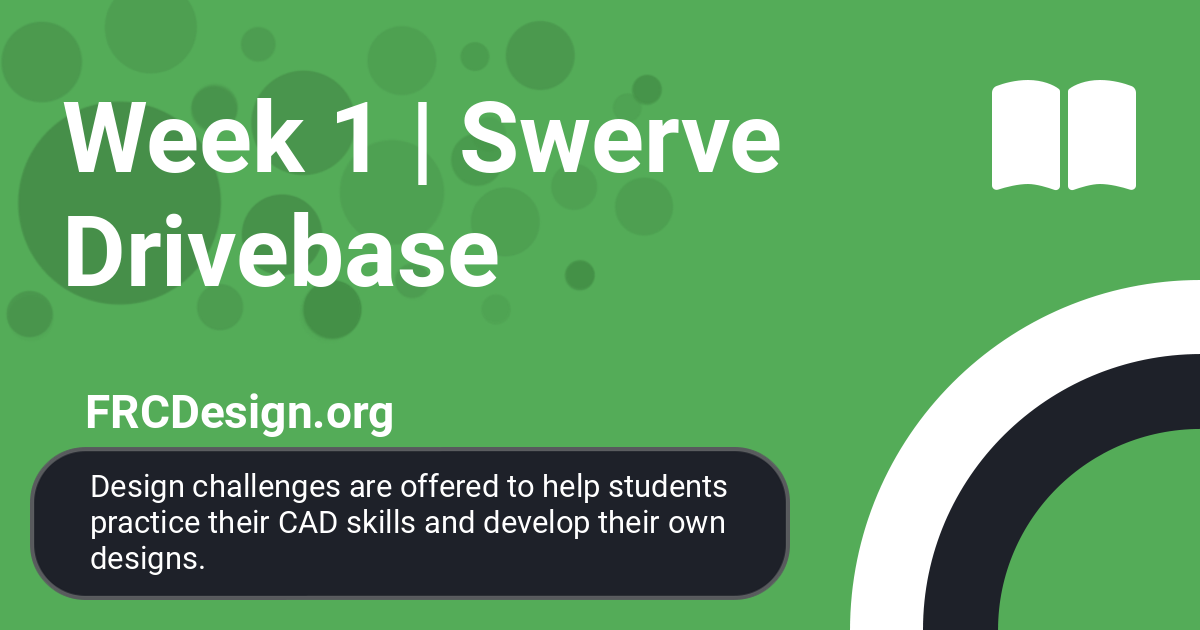 Week 1 | Swerve
Drivebase
FRCDesign.org
Design challenges are offered to help students
practice their CAD skills and develop their own
designs.